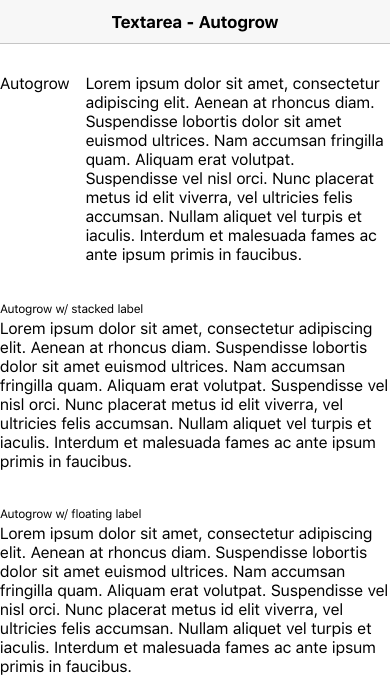 Textarea - Autogrow
Autogrow Lorem ipsum dolor sit amet, consectetur
adipiscing elit. Aenean at rhoncus diam.
Suspendisse lobortis dolor sit amet
euismod ultrices. Nam accumsan fringilla
quam. Aliquam erat volutpat.
Suspendisse vel nisl orci. Nunc placerat
metus id elit viverra, vel ultricies felis
accumsan. Nullam aliquet vel turpis et
iaculis. Interdum et malesuada fames ac
ante ipsum primis in faucibus.
Autogrow w/ stacked label
Lorem ipsum dolor sit amet, consectetur adipiscing
elit. Aenean at rhoncus diam. Suspendisse lobortis
dolor sit amet euismod ultrices. Nam accumsan
fringilla quam. Aliquam erat volutpat. Suspendisse vel
nisl orci. Nunc placerat metus id elit viverra, vel
ultricies felis accumsan. Nullam aliquet vel turpis et
iaculis. Interdum et malesuada fames ac ante ipsum
primis in faucibus.
Autogrow w/ floating label
Lorem ipsum dolor sit amet, consectetur adipiscing
elit. Aenean at rhoncus diam. Suspendisse lobortis
dolor sit amet euismod ultrices. Nam accumsan
fringilla quam. Aliquam erat volutpat. Suspendisse vel
nisl orci. Nunc placerat metus id elit viverra, vel
ultricies felis accumsan. Nullam aliquet vel turpis et
iaculis. Interdum et malesuada fames ac ante ipsum
primis in faucibus.